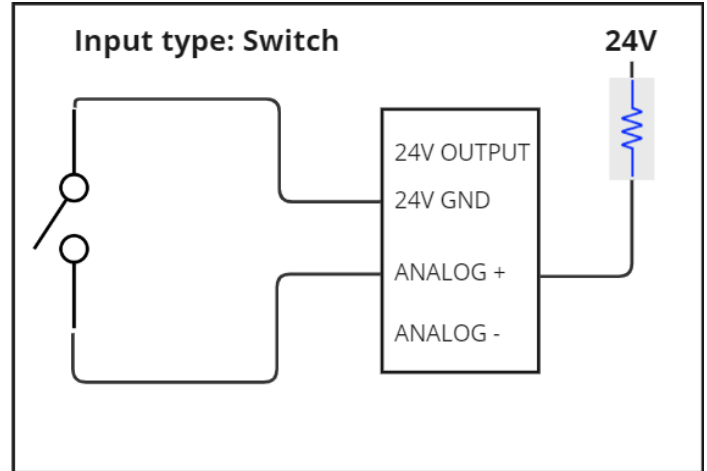 Input type: Switch
24V
24V OUTPUT
24V GND
ANALOG +
ANALOG -